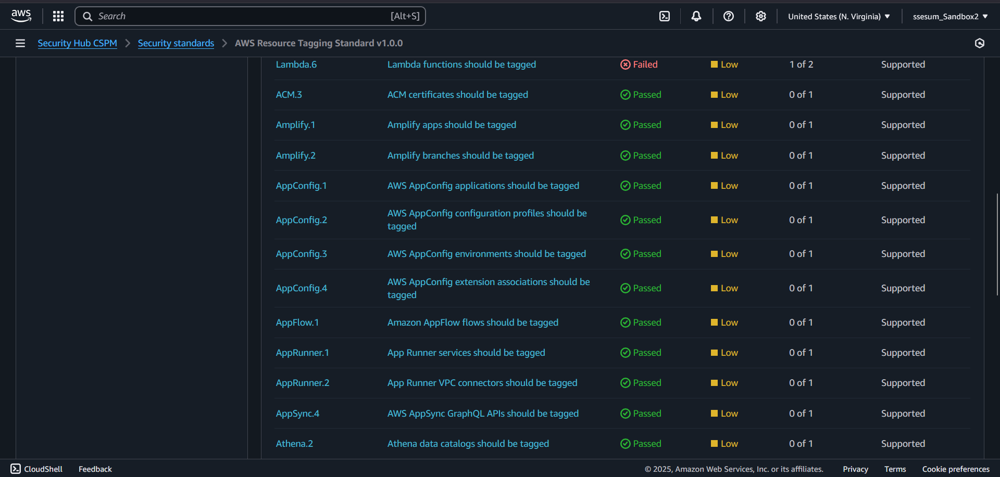 aws
Search [Alt+S] United States (N. Virginia) ssesum_Sandbox2
Security Hub CSPM Security standards AWS Resource Tagging Standard v1.0.0
Lambda.6 Lambda functions should be tagged Failed Low 1 of 2 Supported
ACM.3 ACM certificates should be tagged Passed Low 0 of 1 Supported
Amplify.1 Amplify apps should be tagged Passed Low 0 of 1 Supported
Amplify.2 Amplify branches should be tagged Passed Low 0 of 1 Supported
AppConfig.1 AWS AppConfig applications should be tagged Passed Low 0 of 1 Supported
AppConfig.2 AWS AppConfig configuration profiles should be
tagged Passed Low 0 of 1 Supported
AppConfig.3 AWS AppConfig environments should be tagged Passed Low 0 of 1 Supported
AppConfig.4 AWS AppConfig extension associations should be
tagged Passed Low 0 of 1 Supported
AppFlow.1 Amazon AppFlow flows should be tagged Passed Low 0 of 1 Supported
AppRunner.1 App Runner services should be tagged Passed Low 0 of 1 Supported
AppRunner.2 App Runner VPC connectors should be tagged Passed Low 0 of 1 Supported
AppSync.4 AWS AppSync GraphQL APIs should be tagged Passed Low 0 of 1 Supported
Athena.2 Athena data catalogs should be tagged Passed Low 0 of 1 Supported
CloudShell Feedback © 2025, Amazon Web Services, Inc. or its affiliates. Privacy Terms Cookie preferences